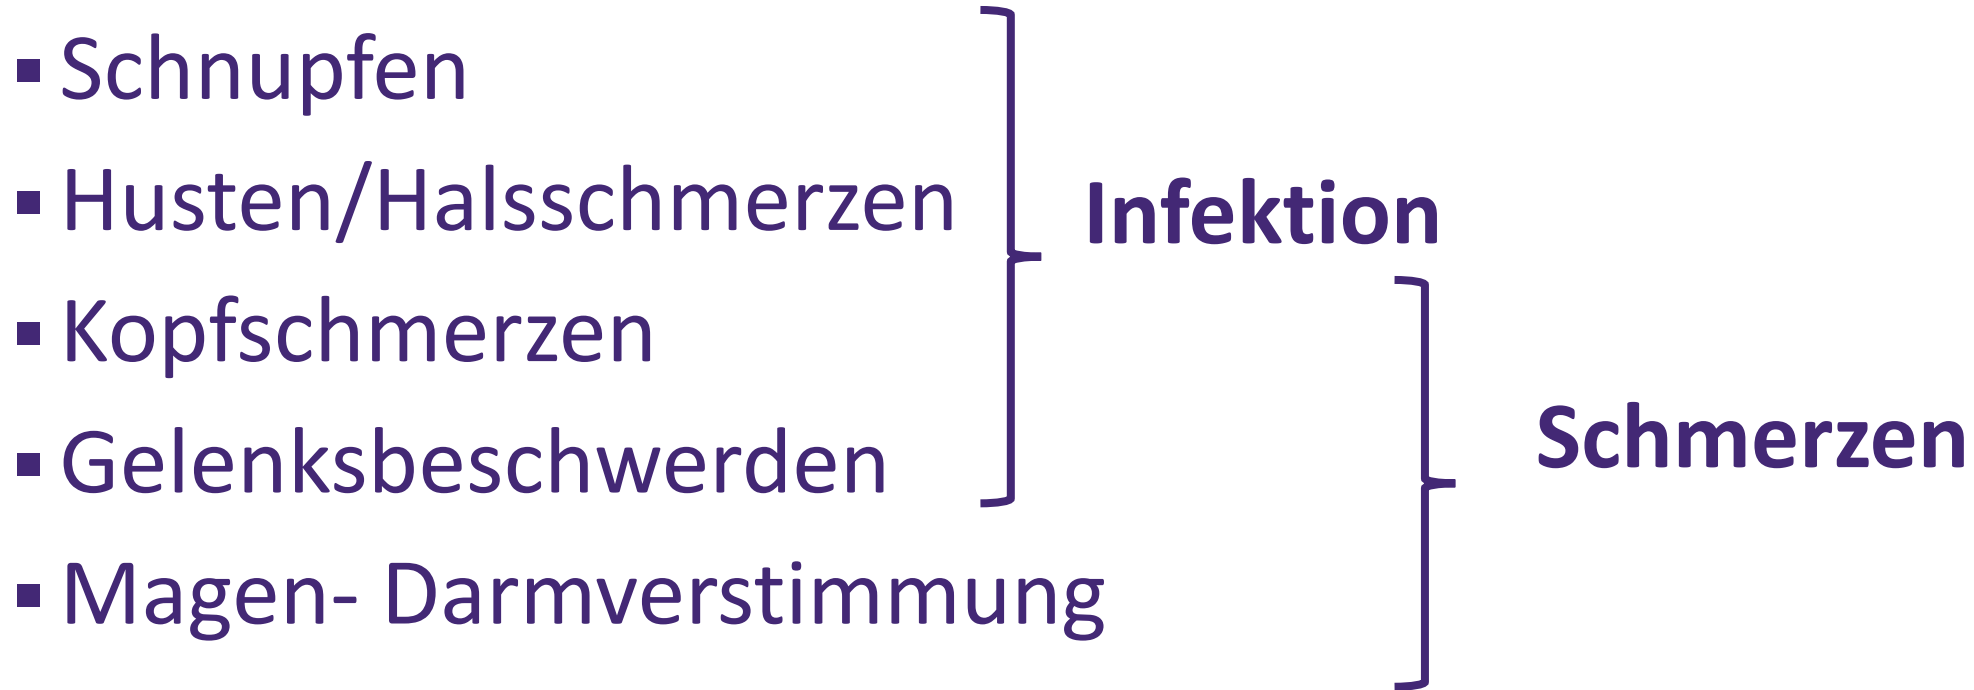 ▪ Schnupfen
▪ Husten/Halsschmerzen
Infektion
▪ Kopfschmerzen
▪ Gelenksbeschwerden
Schmerzen
▪ Magen- Darmverstimmung